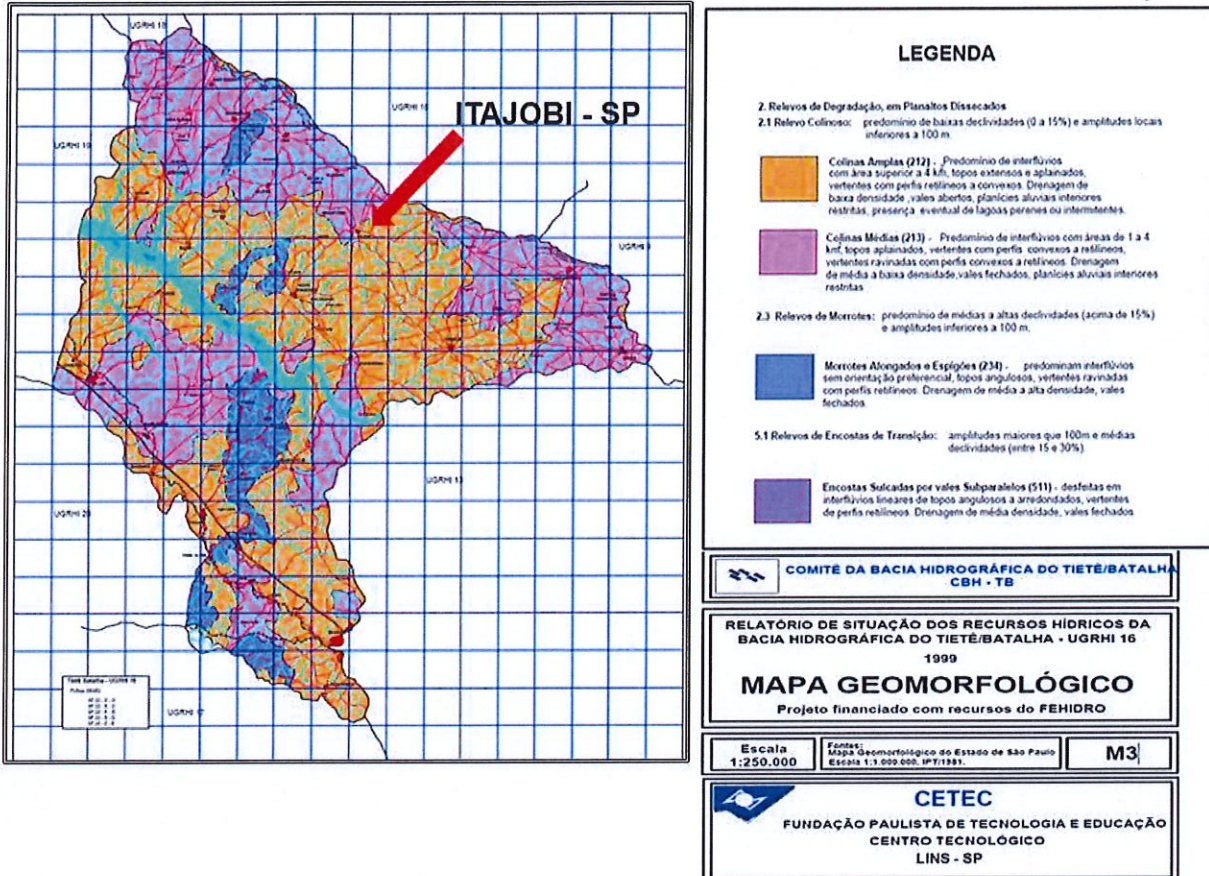 UGRHI 15
ITAJOBI - SP
UGRHI 20
UGRHI 13
UGRHI 17
LEGENDA
2. Relevos de Degradação, em Planaltos Dissecados
2.1 Relevo Colinoso: predomínio de baixas declividades (0 a 15%) e amplitudes locais
inferiores a 100 m.
Colinas Amplas (212) - Predomínio de interflúvios
com área superior a 4 km, topos extensos e aplainados,
vertentes com perfis retilíneos a convexos. Drenagem de
baixa densidade, vales abertos, planícies aluviais interiores
restritas, presença eventual de lagoas perenes ou intermitentes.
Colinas Médias (213) - Predomínio de interflúvios com áreas de 1 a 4
km², topos aplainados, vertentes com perfis convexos a retilíneos,
vertentes ravinadas com perfis convexos a retilíneos. Drenagem
de média a baixa densidade, vales fechados, planícies aluviais interiores
restritas
2.3 Relevos de Morrotes: predomínio de médias a altas declividades (acima de 15%)
e amplitudes inferiores a 100 m.
Morrotes Alongados e Espigões (234) - predominam interflúvios
sem orientação preferencial, topos angulosos, vertentes ravinadas
com perfis retilíneos. Drenagem de média a alta densidade, vales
fechados.
5.1 Relevos de Encostas de Transição: amplitudes maiores que 100m e médias
declividades (entre 15 e 30%)
Encostas Sulcadas por vales Subparalelos (511) - desfeitas em
interflúvios lineares de topos angulosos a arredondados, vertentes
de perfis retilíneos. Drenagem de média densidade, vales fechados
COMITÉ DA BACIA HIDROGRÁFICA DO TIETÊ/BATALHA
CBH - TB
RELATÓRIO DE SITUAÇÃO DOS RECURSOS HÍDRICOS DA
BACIA HIDROGRÁFICA DO TIETÊ/BATALHA - UGRHI 16
1999
MAPA GEOMORFOLÓGICO
Projeto financiado com recursos do FEHIDRO
Escala
1:250.000
Fontes:
Mapa Geomorfológico do Estado de São Paulo
Escala 1:1.000.000, IPT/1981.
M3
CETEC
FUNDAÇÃO PAULISTA DE TECNOLOGIA E EDUCAÇÃO
CENTRO TECNOLÓGICO
LINS - SP